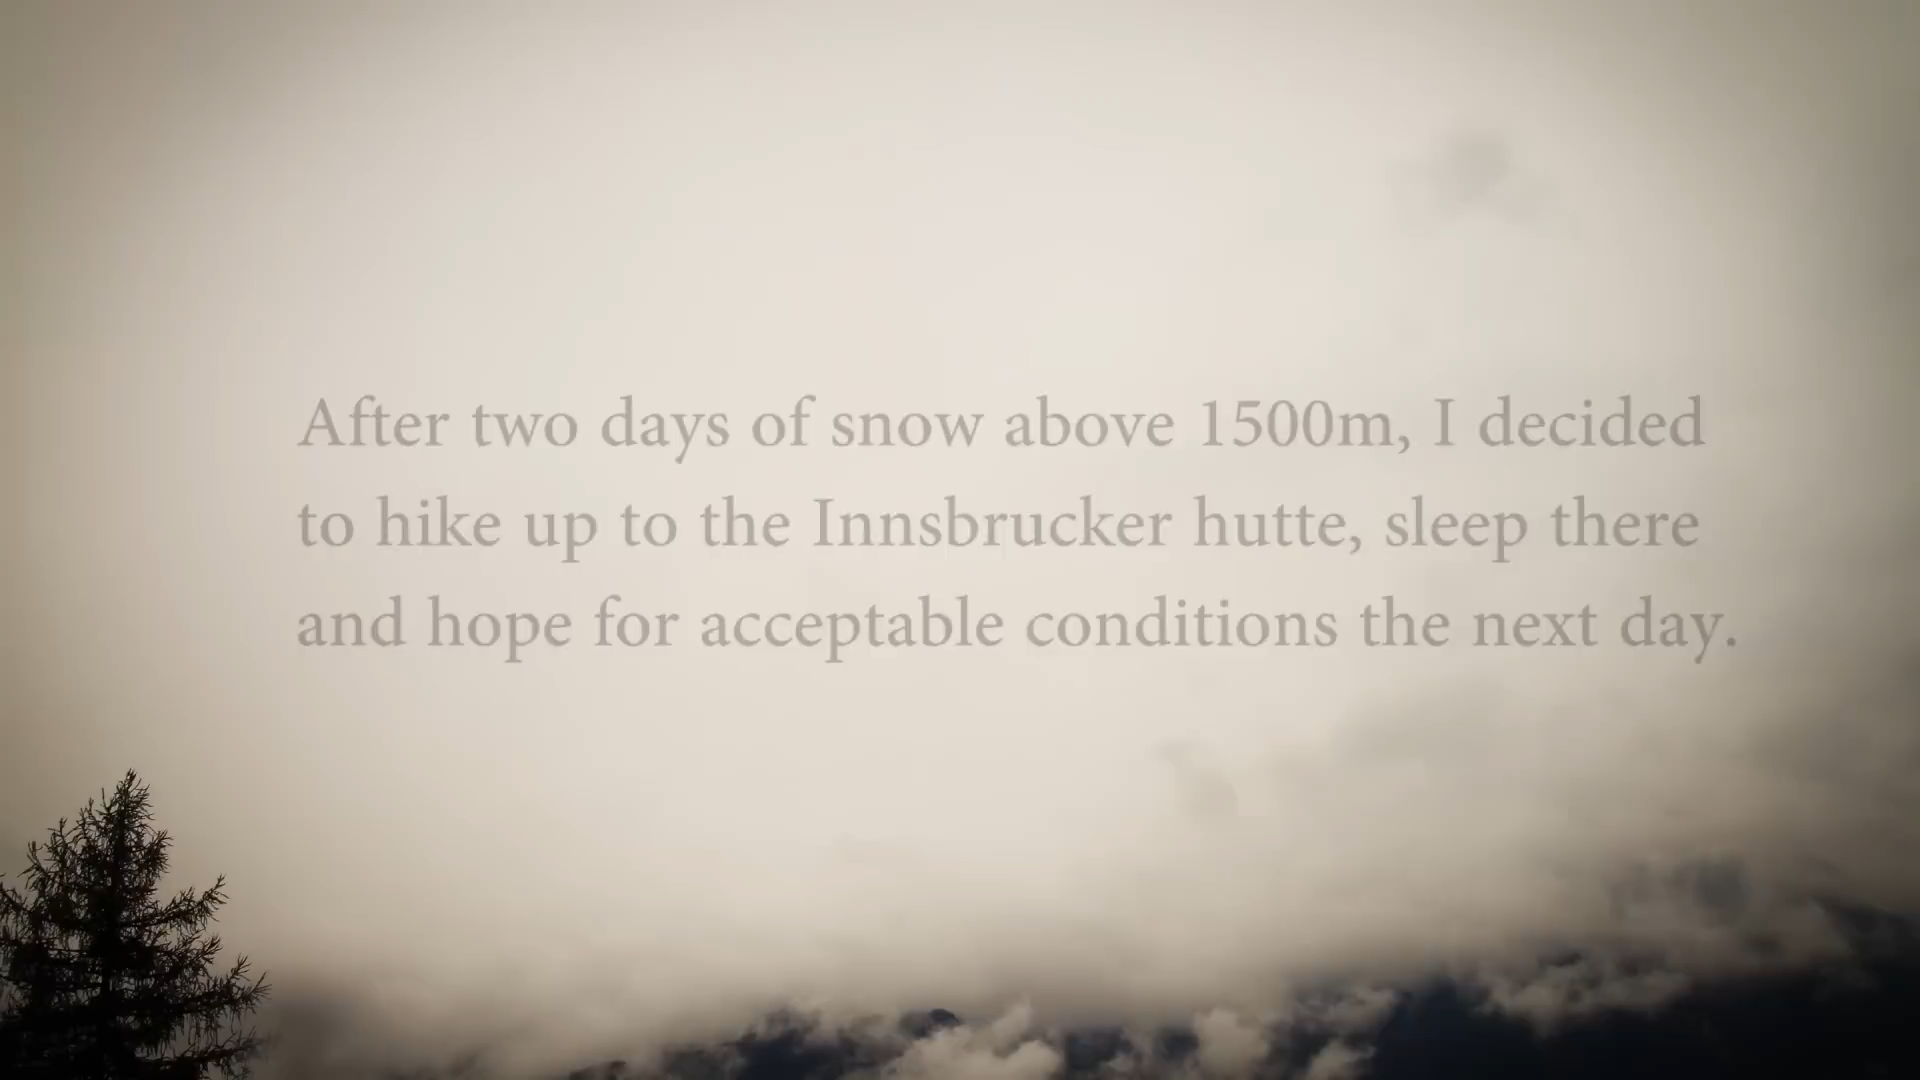 After two days of snow above 1500m, I decided
to hike up to the Innsbrucker hutte, sleep there
and hope for acceptable conditions the next day.